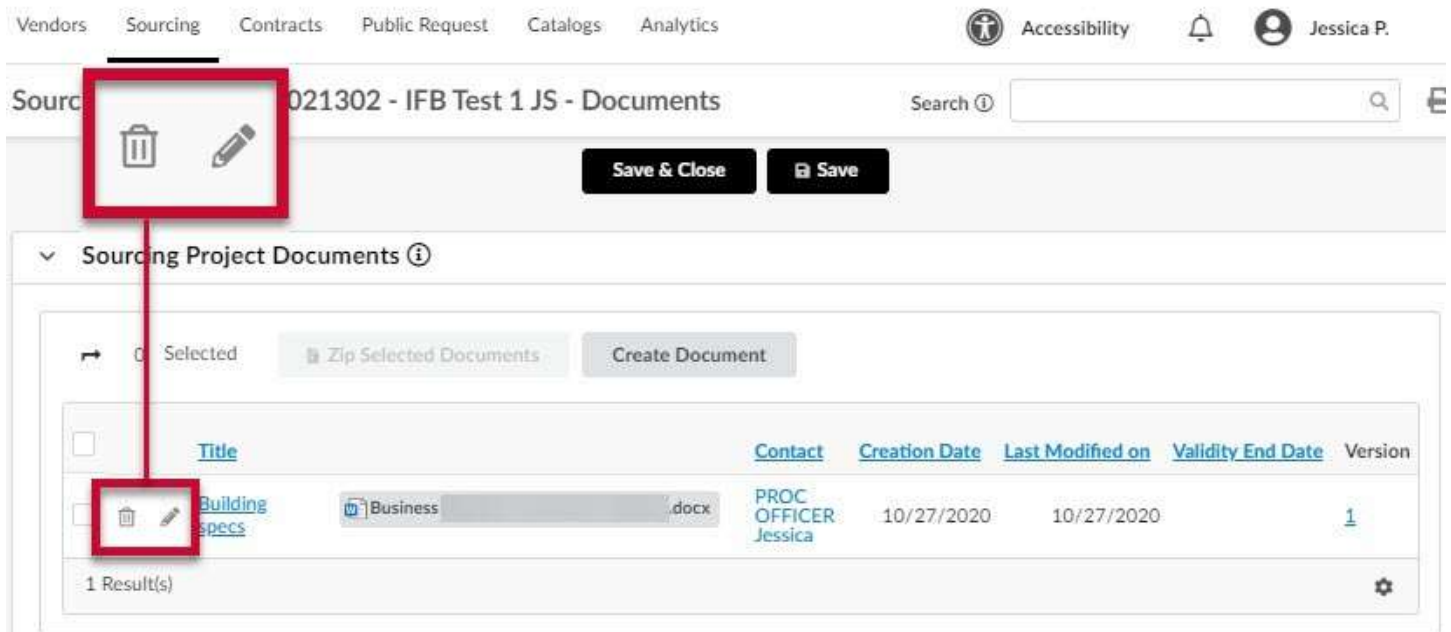 Vendors Sourcing Contracts Public Request Catalogs Analytics Accessibility Jessica P.
021302 - IFB Test 1 JS - Documents Search
Save & Close Save
Sourcing Project Documents
0 Selected Zip Selected Documents Create Document
Title Contact Creation Date Last Modified on Validity End Date Version
Building specs Business .docx PROC OFFICER Jessica 10/27/2020 10/27/2020 1
1 Result(s)